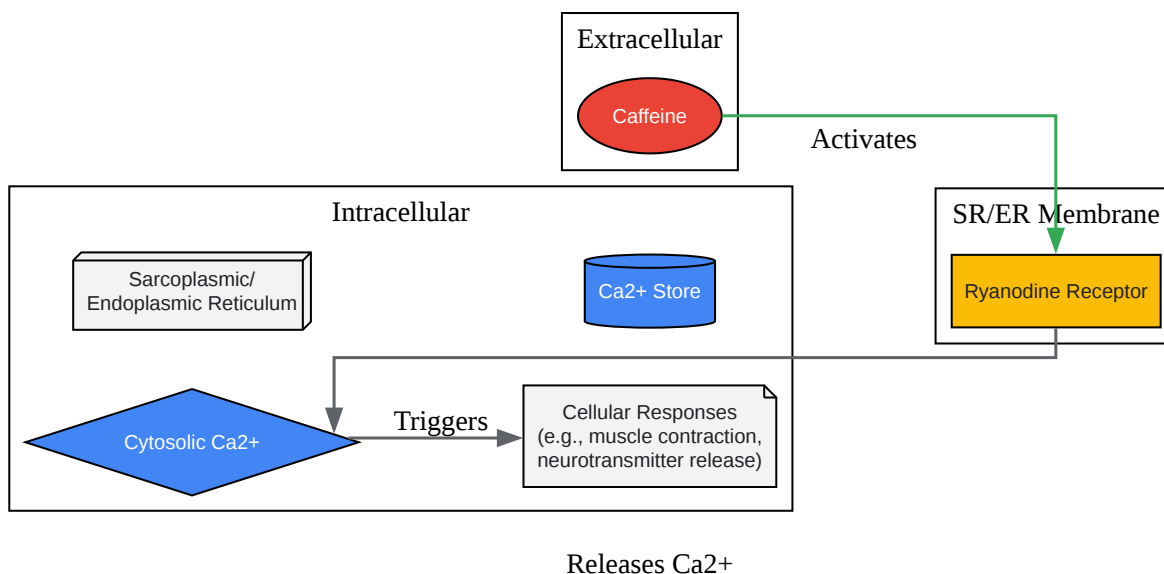 Extracellular
Caffeine
Activates
Intracellular
SR/ER Membrane
Sarcoplasmic/
Endoplasmic Reticulum
Ca2+ Store
Ryanodine Receptor
Cytosolic Ca2+
Triggers
Cellular Responses
(e.g., muscle contraction,
neurotransmitter release)
Releases Ca2+